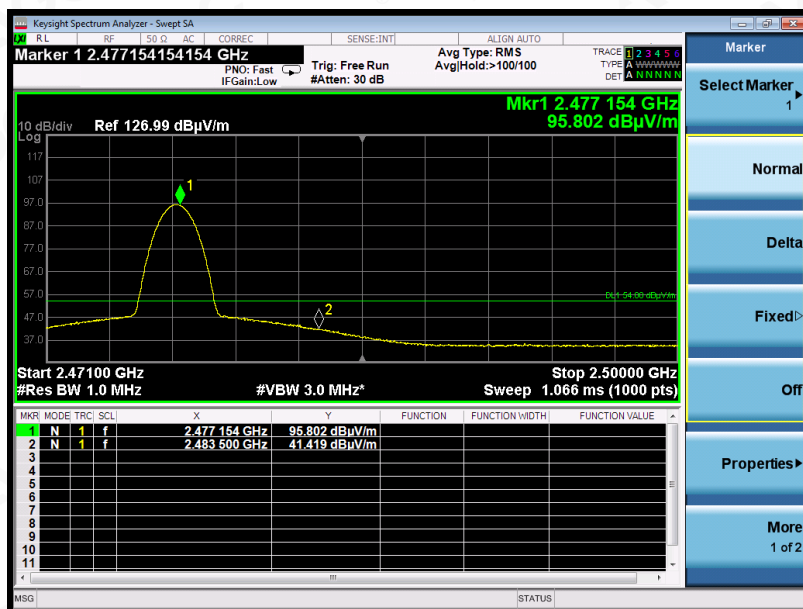 Keysight Spectrum Analyzer - Swept SA
LXI RL RF 50 Ω AC CORREC SENSE:INT ALIGN AUTO
Marker 1 2.477154154154 GHz
PNO: Fast
IFGain:Low
Trig: Free Run
#Atten: 30 dB
Avg Type: RMS
Avg|Hold:>100/100
TRACE 1 2 3 4 5 6
TYPE A WWWWW
DET A N N N N N
Mkr1 2.477 154 GHz
95.802 dBµV/m
10 dB/div Ref 126.99 dBµV/m
Log
117
107
97.0
87.0
77.0
67.0
57.0
47.0
37.0
1
2
DL1 54.00 dBµV/m
Start 2.47100 GHz Stop 2.50000 GHz
#Res BW 1.0 MHz #VBW 3.0 MHz* Sweep 1.066 ms (1000 pts)
MKR MODE TRC SCL X Y FUNCTION FUNCTION WIDTH FUNCTION VALUE
1 N 1 f 2.477 154 GHz 95.802 dBµV/m
2 N 1 f 2.483 500 GHz 41.419 dBµV/m
3
4
5
6
7
8
9
10
11
MSG STATUS
Marker
Select Marker
1
Normal
Delta
Fixed
Off
Properties
More
1 of 2